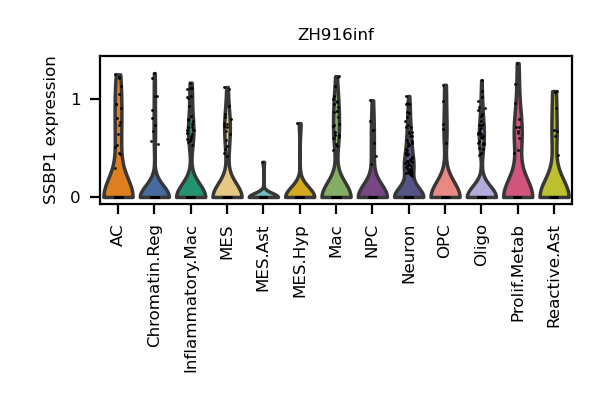 ZH916inf
SSBP1 expression
1
0
AC
Chromatin.Reg
Inflammatory.Mac
MES
MES.Ast
MES.Hyp
Mac
NPC
Neuron
OPC
Oligo
Prolif.Metab
Reactive.Ast